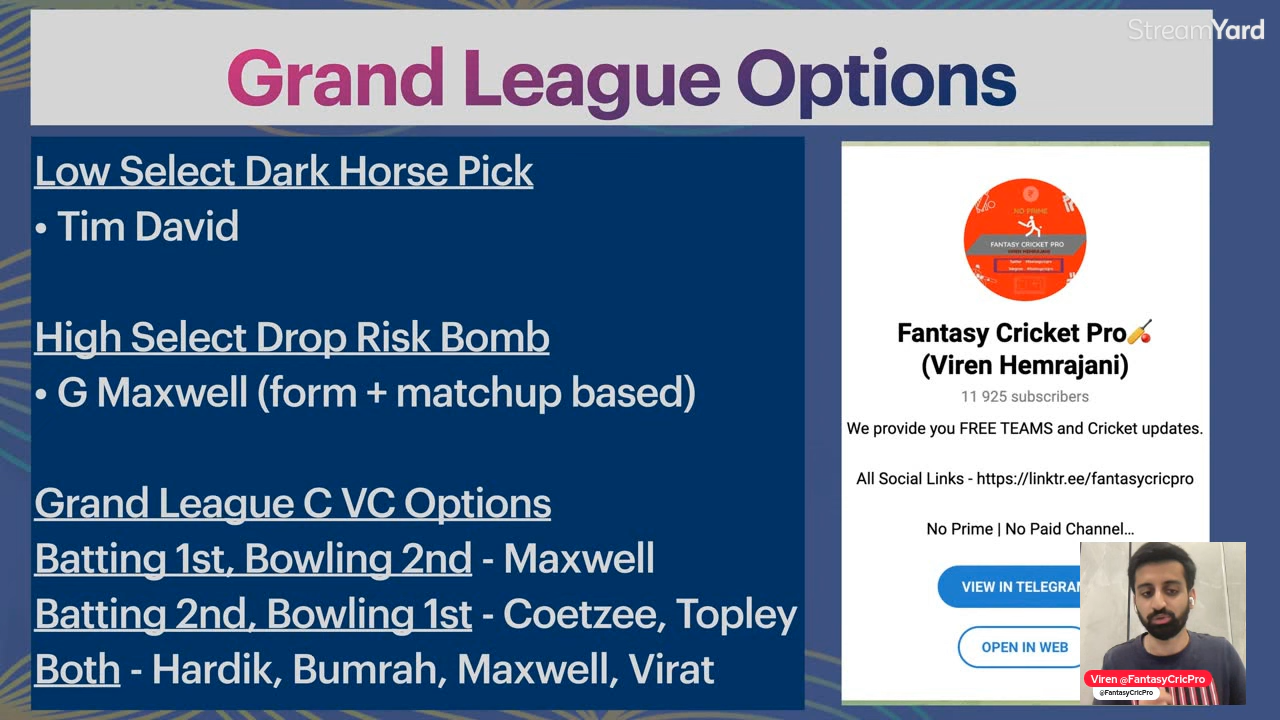 StreamYard
Grand League Options
Low Select Dark Horse Pick
• Tim David
High Select Drop Risk Bomb
• G Maxwell (form + matchup based)
Grand League C VC Options
Batting 1st, Bowling 2nd - Maxwell
Batting 2nd, Bowling 1st - Coetzee, Topley
Both - Hardik, Bumrah, Maxwell, Virat
NO PRIME
FANTASY CRICKET PRO
VIREN HEMRAJANI
Fantasy Cricket Pro🏏
(Viren Hemrajani)
11 925 subscribers
We provide you FREE TEAMS and Cricket updates.
All Social Links - https://linktr.ee/fantasycricpro
No Prime | No Paid Channel...
VIEW IN TELEGRAM
OPEN IN WEB
Viren @FantasyCricPro
@FantasyCricPro